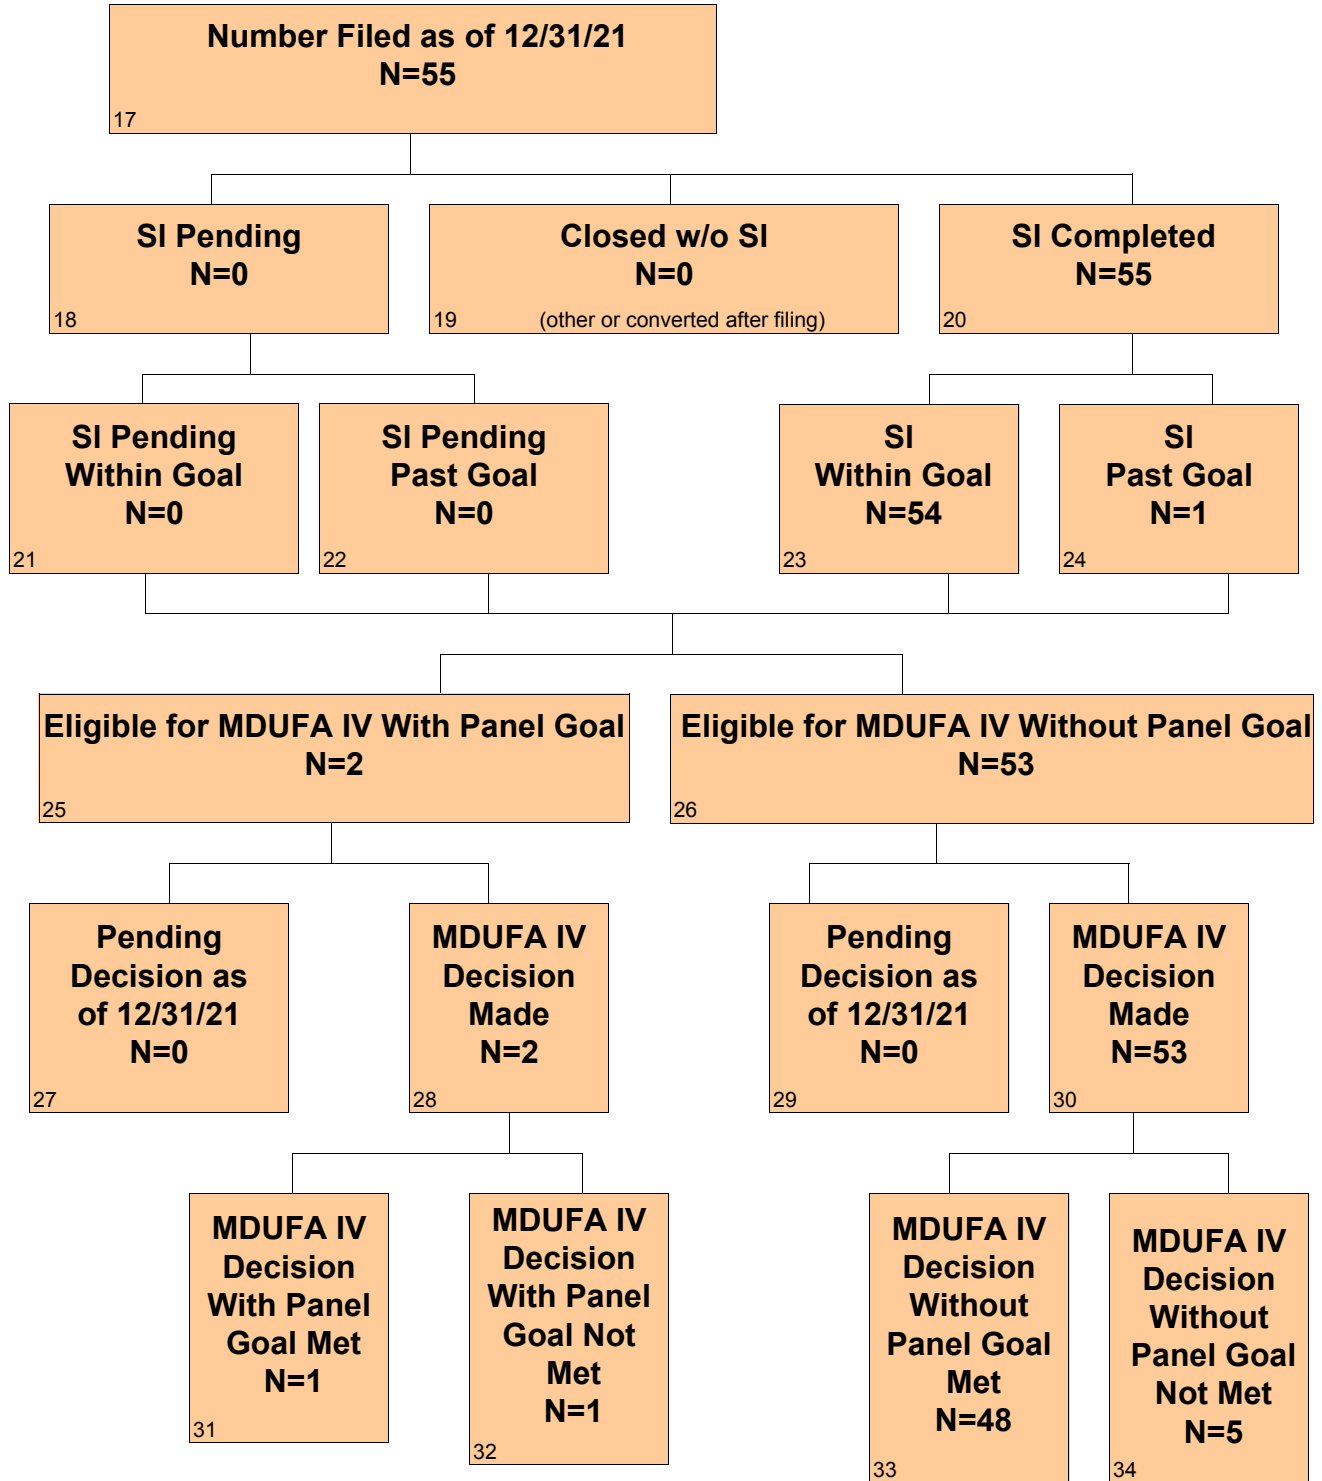 Number Filed as of 12/31/21
N=55
17
SI Pending
N=0
18
Closed w/o SI
N=0
19 (other or converted after filing)
SI Completed
N=55
20
SI Pending
Within Goal
N=0
21
SI Pending
Past Goal
N=0
22
SI
Within Goal
N=54
23
SI
Past Goal
N=1
24
Eligible for MDUFA IV With Panel Goal
N=2
25
Eligible for MDUFA IV Without Panel Goal
N=53
26
Pending
Decision as
of 12/31/21
N=0
27
MDUFA IV
Decision
Made
N=2
28
Pending
Decision as
of 12/31/21
N=0
29
MDUFA IV
Decision
Made
N=53
30
MDUFA IV
Decision
With Panel
Goal Met
N=1
31
MDUFA IV
Decision
With Panel
Goal Not
Met
N=1
32
MDUFA IV
Decision
Without
Panel Goal
Met
N=48
33
MDUFA IV
Decision
Without
Panel Goal
Not Met
N=5
34